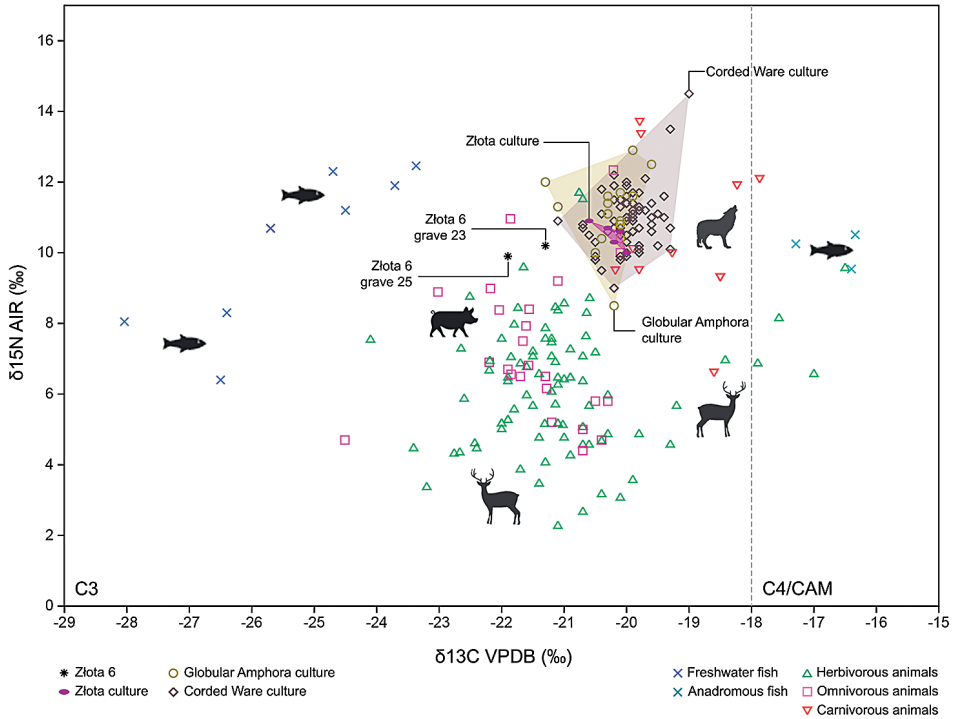 16
14
12
10
8
6
4
2
0
δ15N AIR (‰)
Corded Ware culture
Złota culture
Złota 6
grave 23
Złota 6
grave 25
Globular Amphora
culture
C3
C4/CAM
-29 -28 -27 -26 -25 -24 -23 -22 -21 -20 -19 -18 -17 -16 -15
δ13C VPDB (‰)
Złota 6
Złota culture
Globular Amphora culture
Corded Ware culture
Freshwater fish
Anadromous fish
Herbivorous animals
Omnivorous animals
Carnivorous animals